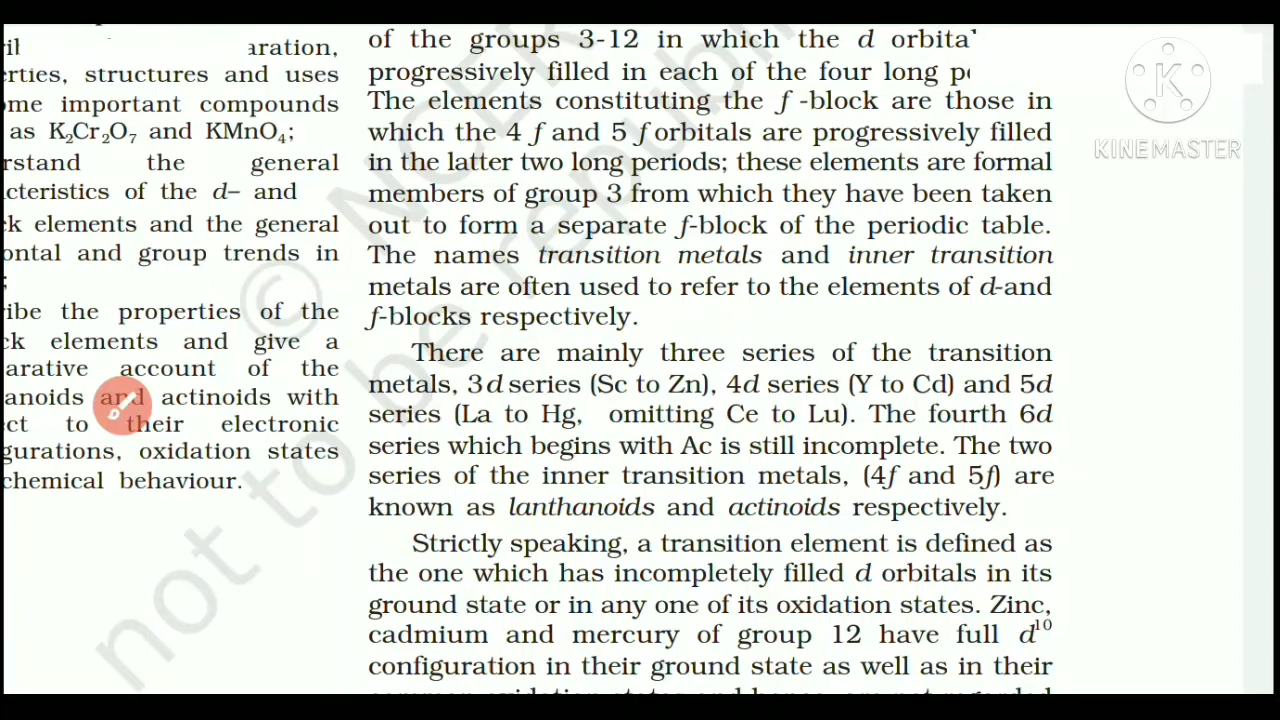 aration,
erties, structures and uses
ome important compounds
as K₂Cr₂O₇ and KMnO₄;
rstand the general
cteristics of the d– and
ck elements and the general
ontal and group trends in
;
ribe the properties of the
ck elements and give a
arative account of the
anoids and actinoids with
ect to their electronic
gurations, oxidation states
chemical behaviour.
of the groups 3-12 in which the d orbita
progressively filled in each of the four long p
The elements constituting the f -block are those in
which the 4 f and 5 f orbitals are progressively filled
in the latter two long periods; these elements are formal
members of group 3 from which they have been taken
out to form a separate f-block of the periodic table.
The names transition metals and inner transition
metals are often used to refer to the elements of d-and
f-blocks respectively.
There are mainly three series of the transition
metals, 3d series (Sc to Zn), 4d series (Y to Cd) and 5d
series (La to Hg, omitting Ce to Lu). The fourth 6d
series which begins with Ac is still incomplete. The two
series of the inner transition metals, (4f and 5f) are
known as lanthanoids and actinoids respectively.
Strictly speaking, a transition element is defined as
the one which has incompletely filled d orbitals in its
ground state or in any one of its oxidation states. Zinc,
cadmium and mercury of group 12 have full d¹⁰
configuration in their ground state as well as in their
© NCER
not to be republi
K
KINEMASTER